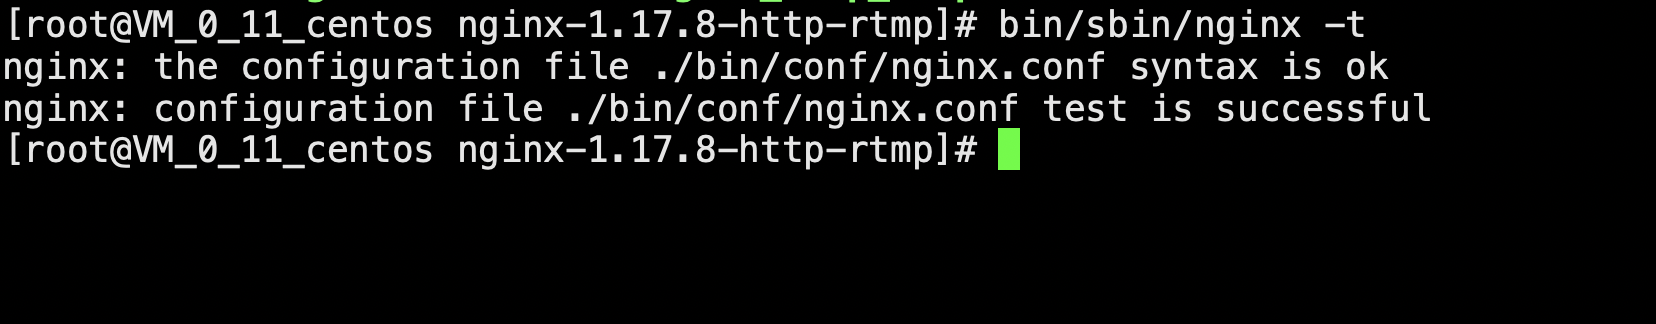 [root@VM_0_11_centos nginx-1.17.8-http-rtmp]# bin/sbin/nginx -t
nginx: the configuration file ./bin/conf/nginx.conf syntax is ok
nginx: configuration file ./bin/conf/nginx.conf test is successful
[root@VM_0_11_centos nginx-1.17.8-http-rtmp]#